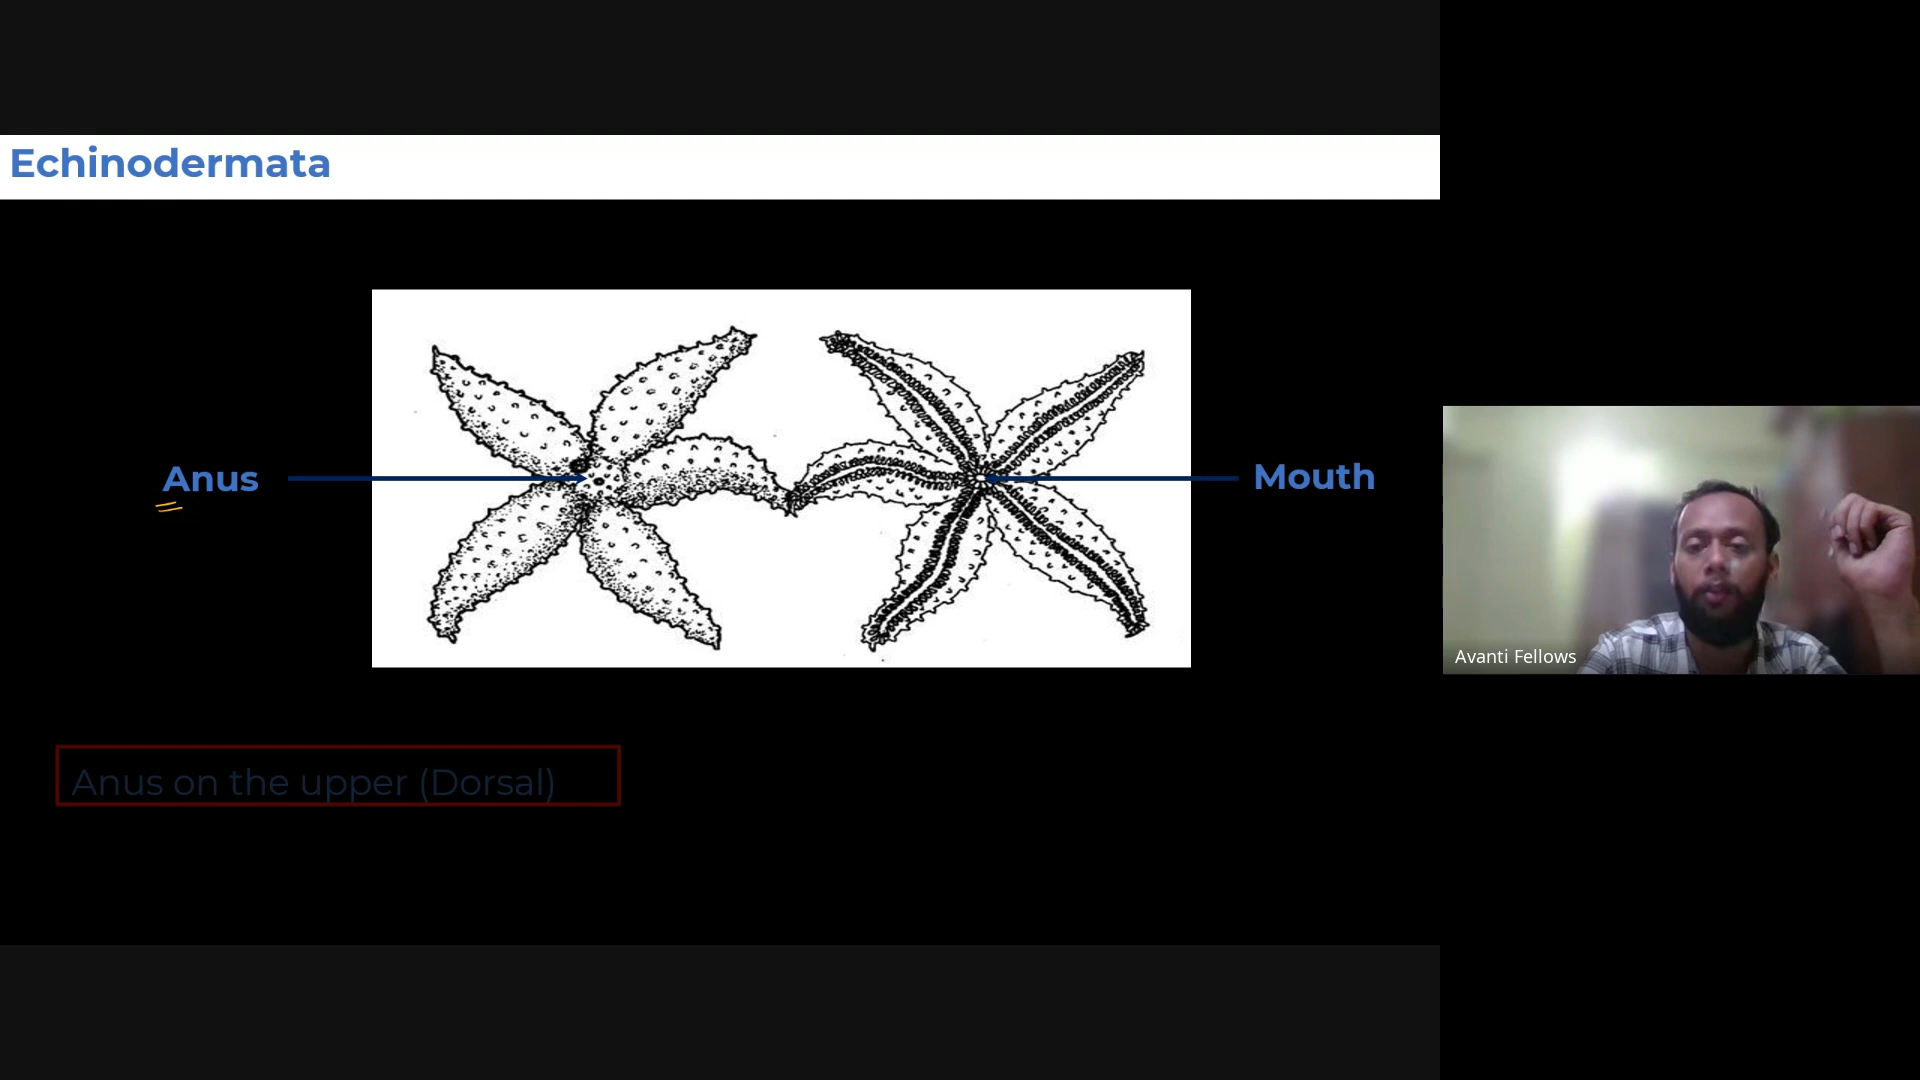 Echinodermata
Anus
Mouth
Avanti Fellows
Anus on the upper (Dorsal)